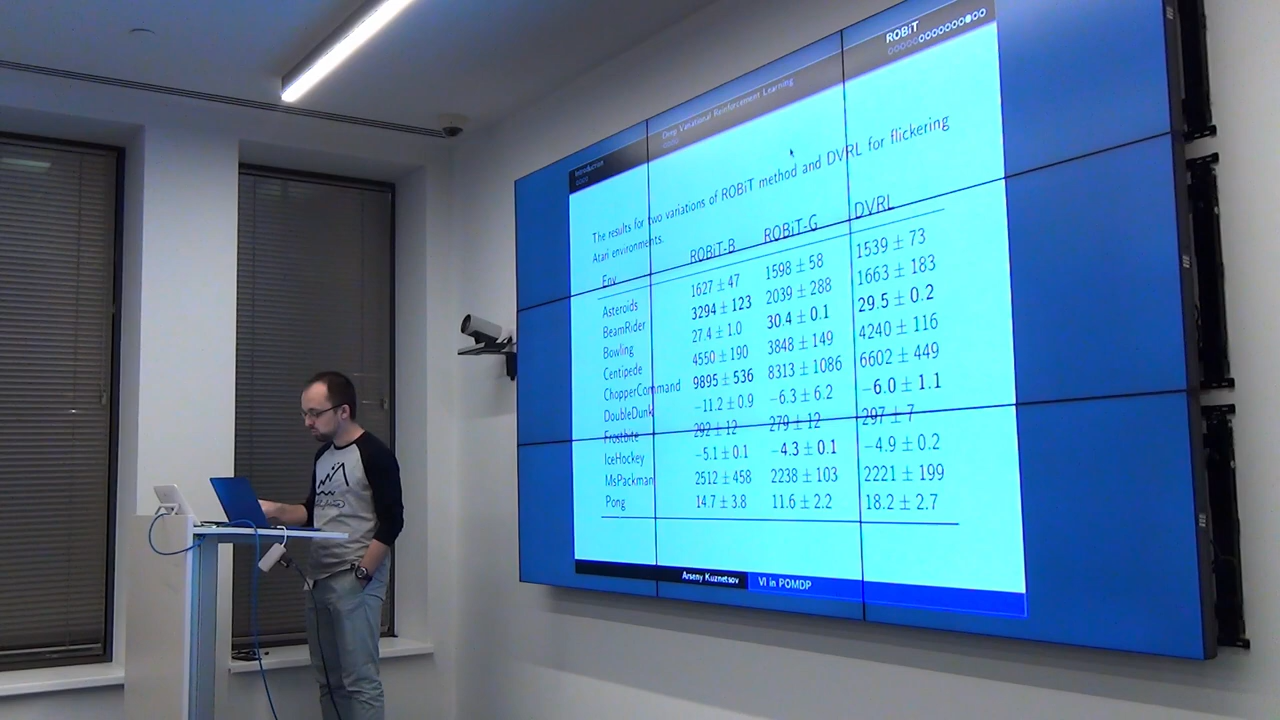 Introduction Deep Variational Reinforcement Learning ROBiT
The results for two variations of ROBiT method and DVRL for flickering
Atari environments.
Env ROBiT-B ROBiT-G DVRL
Asteroids 1627 ± 47 1598 ± 58 1539 ± 73
BeamRider 3294 ± 123 2039 ± 288 1663 ± 183
Bowling 27.4 ± 1.0 30.4 ± 0.1 29.5 ± 0.2
Centipede 4550 ± 190 3848 ± 149 4240 ± 116
ChopperCommand 9895 ± 536 8313 ± 1086 6602 ± 449
DoubleDunk −11.2 ± 0.9 −6.3 ± 6.2 −6.0 ± 1.1
Frostbite 292 ± 12 279 ± 12 297 ± 7
IceHockey −5.1 ± 0.1 −4.3 ± 0.1 −4.9 ± 0.2
MsPackman 2512 ± 458 2238 ± 103 2221 ± 199
Pong 14.7 ± 3.8 11.6 ± 2.2 18.2 ± 2.7
Arseny Kuznetsov VI in POMDP